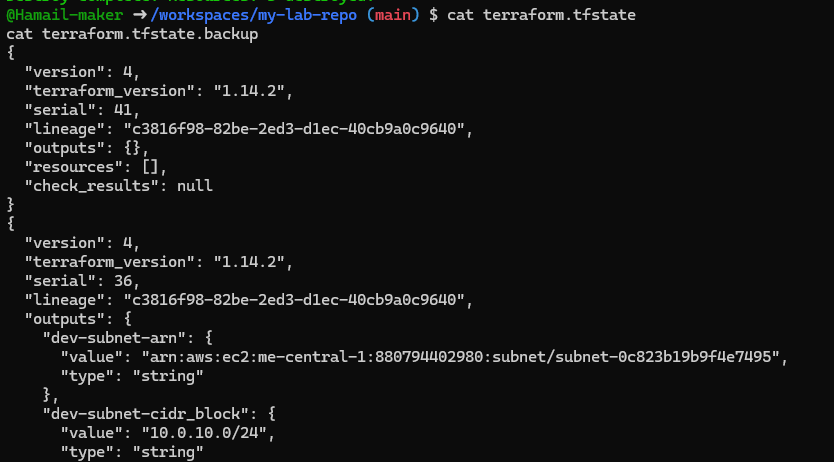 @Hamail-maker ➜/workspaces/my-lab-repo (main) $ cat terraform.tfstate
cat terraform.tfstate.backup
{
  "version": 4,
  "terraform_version": "1.14.2",
  "serial": 41,
  "lineage": "c3816f98-82be-2ed3-d1ec-40cb9a0c9640",
  "outputs": {},
  "resources": [],
  "check_results": null
}
{
  "version": 4,
  "terraform_version": "1.14.2",
  "serial": 36,
  "lineage": "c3816f98-82be-2ed3-d1ec-40cb9a0c9640",
  "outputs": {
    "dev-subnet-arn": {
      "value": "arn:aws:ec2:me-central-1:880794402980:subnet/subnet-0c823b19b9f4e7495",
      "type": "string"
    },
    "dev-subnet-cidr_block": {
      "value": "10.0.10.0/24",
      "type": "string"